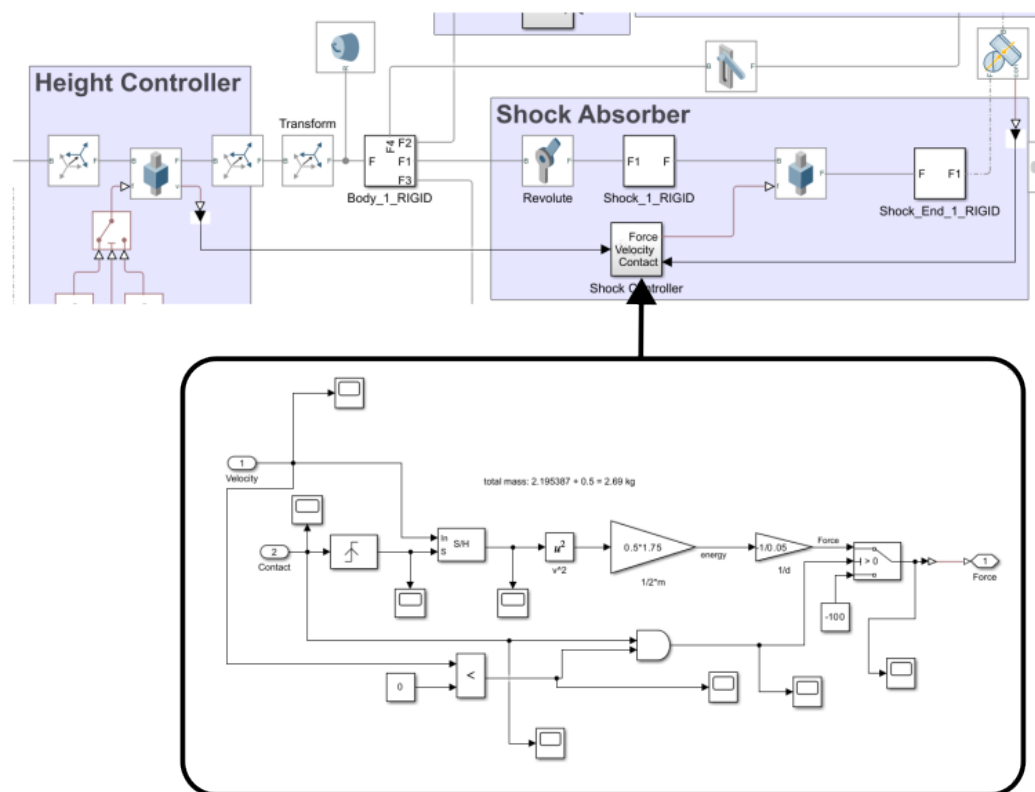 Height Controller
Shock Absorber
B
F
R
B
F
B
F
B
F
f
v
B
F
Transform
B
F
F
F4
F2
F1
F3
Body_1_RIGID
B
F
Revolute
F1
F
Shock_1_RIGID
B
F
f
F
F1
Shock_End_1_RIGID
Force
Velocity
Contact
Shock Controller
1
Velocity
total mass: 2.195387 + 0.5 = 2.69 kg
2
Contact
In
S
S/H
u²
v^2
0.5*1.75
1/2*m
energy
-1/0.05
1/d
Force
> 0
-100
1
Force
0
<